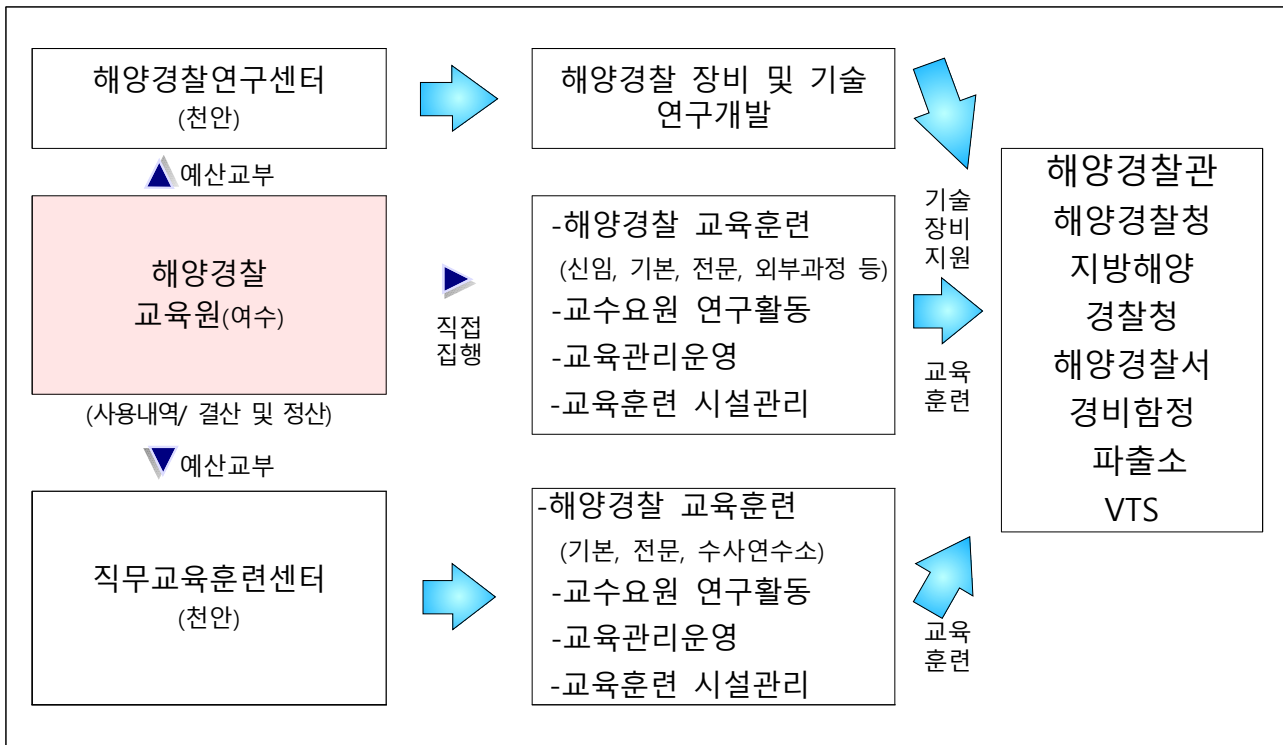 해양경찰연구센터
(천안)
해양경찰 장비 및 기술
연구개발
예산교부
해양경찰
교육원(여수)
(사용내역/ 결산 및 정산)
직접
집행
-해양경찰 교육훈련
(신임, 기본, 전문, 외부과정 등)
-교수요원 연구활동
-교육관리운영
-교육훈련 시설관리
기술
장비
지원
교육
훈련
해양경찰관
해양경찰청
지방해양
경찰청
해양경찰서
경비함정
파출소
VTS
예산교부
직무교육훈련센터
(천안)
-해양경찰 교육훈련
(기본, 전문, 수사연수소)
-교수요원 연구활동
-교육관리운영
-교육훈련 시설관리
교육
훈련